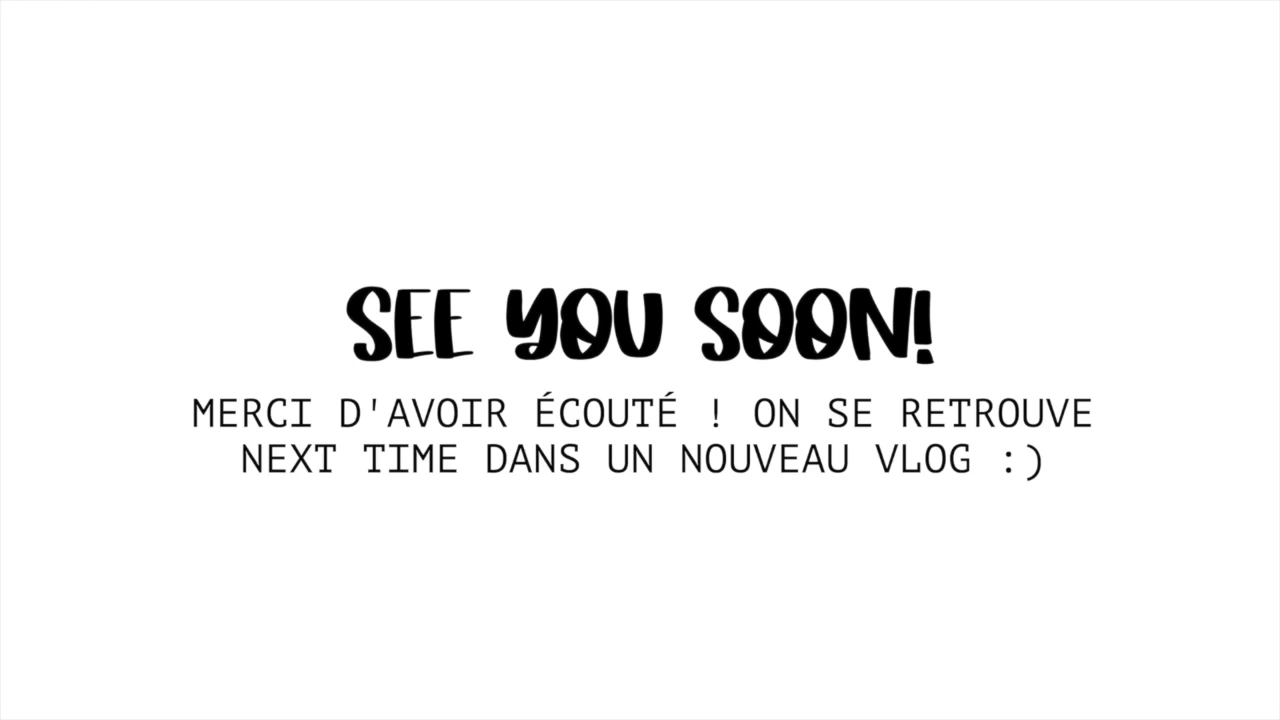 SEE YOU SOON!
MERCI D'AVOIR ÉCOUTÉ ! ON SE RETROUVE
NEXT TIME DANS UN NOUVEAU VLOG :)